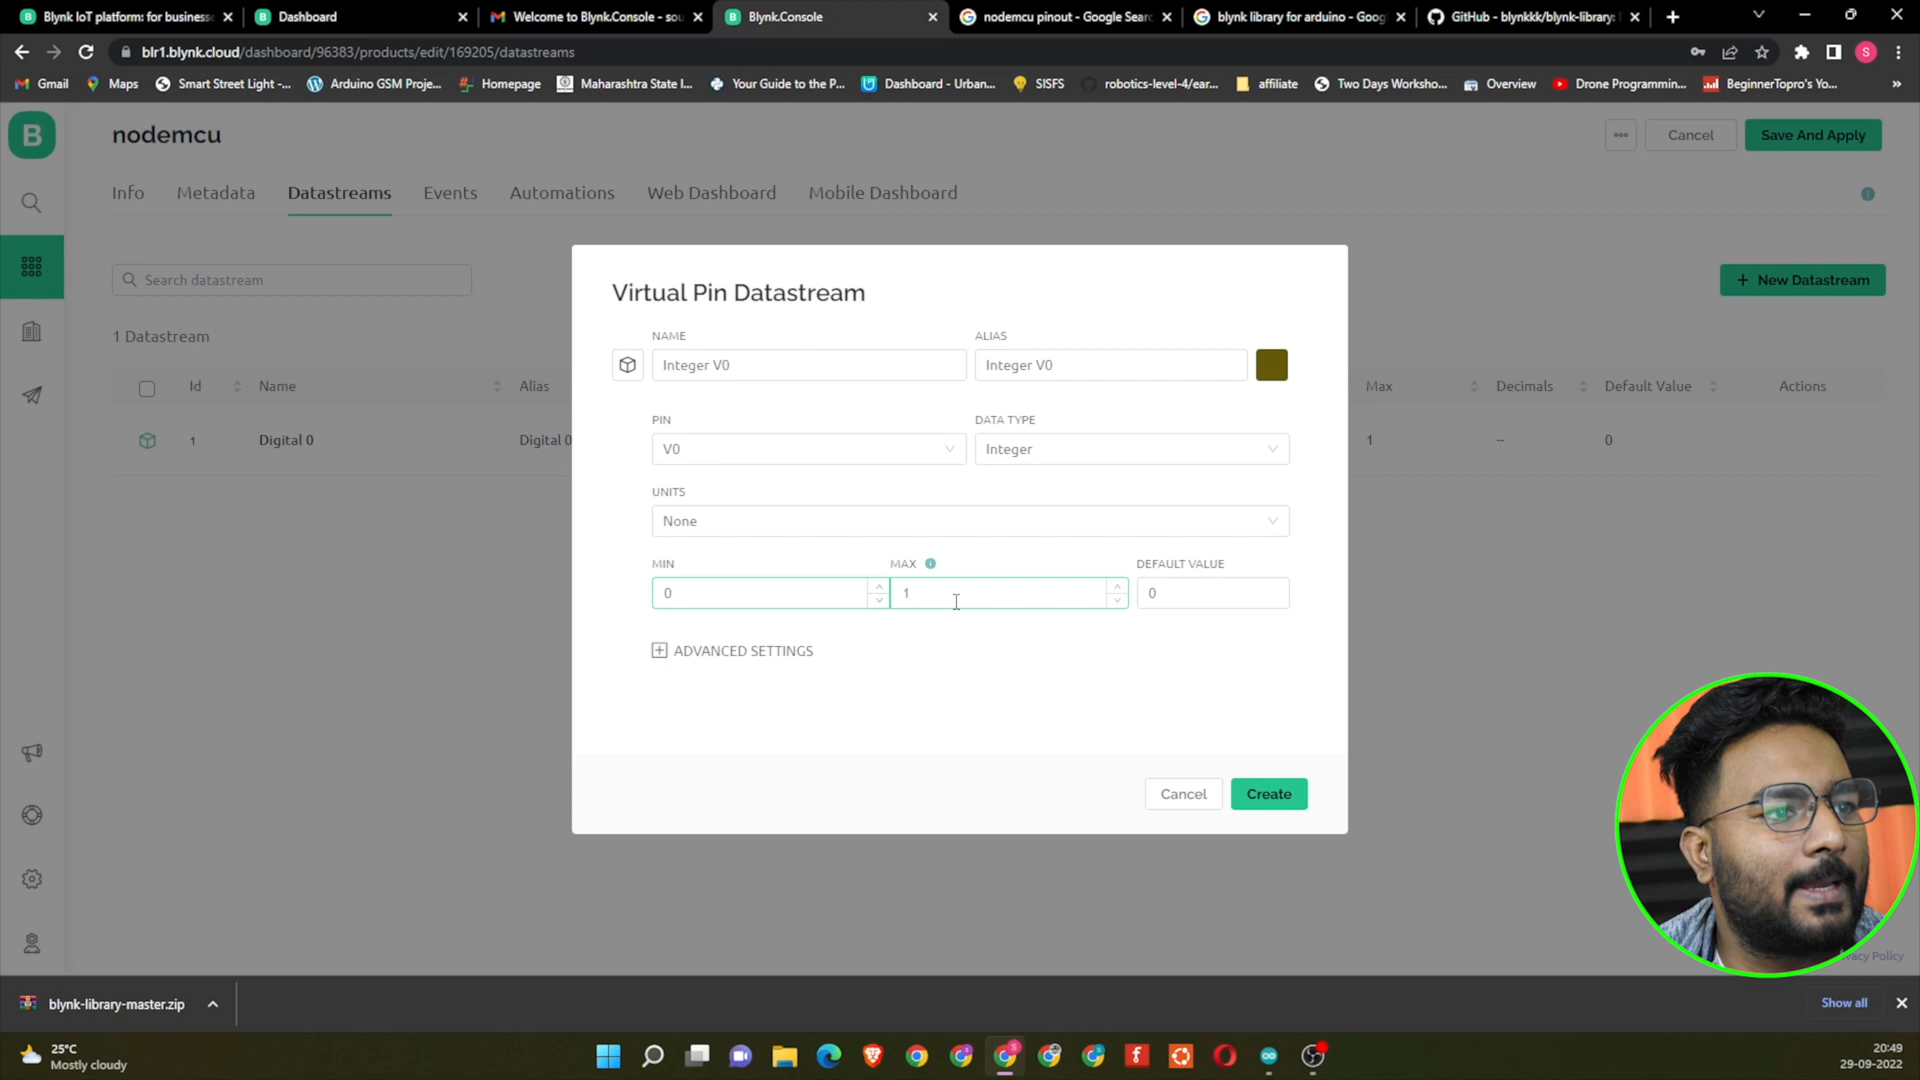 Blynk IoT platform: for businesse
Dashboard
Welcome to Blynk.Console - sou
Blynk.Console
nodemcu pinout - Google Searc
blynk library for arduino - Goog
GitHub - blynkkk/blynk-library:
blr1.blynk.cloud/dashboard/96383/products/edit/169205/datastreams
S
Gmail
Maps
Smart Street Light -...
Arduino GSM Proje...
Homepage
Maharashtra State I...
Your Guide to the P...
Dashboard - Urban...
SISFS
robotics-level-4/ear...
affiliate
Two Days Worksho...
Overview
Drone Programmin...
BeginnerTopro's Yo...
B
nodemcu
Cancel
Save And Apply
Info
Metadata
Datastreams
Events
Automations
Web Dashboard
Mobile Dashboard
Search datastream
+ New Datastream
1 Datastream
Id
Name
Alias
Max
Decimals
Default Value
Actions
1
Digital 0
Digital 0
1
--
0
Virtual Pin Datastream
NAME
ALIAS
Integer V0
Integer V0
PIN
DATA TYPE
V0
Integer
UNITS
None
MIN
MAX
DEFAULT VALUE
0
1
0
ADVANCED SETTINGS
Cancel
Create
Policy
blynk-library-master.zip
Show all
25°C
Mostly cloudy
20:49
29-09-2022